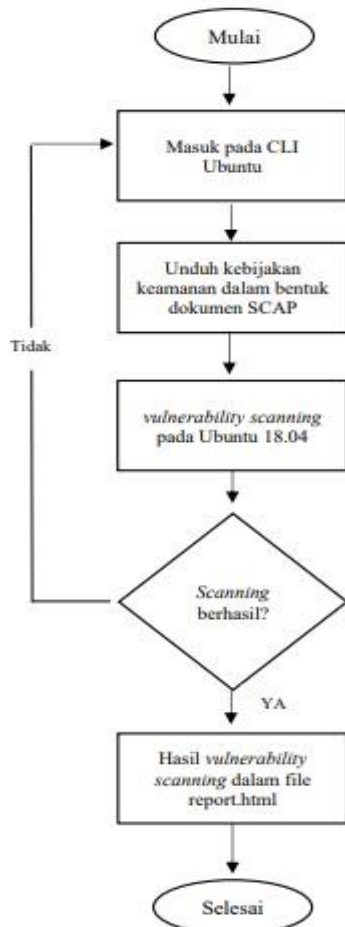 Mulai
Masuk pada CLI
Ubuntu
Unduh kebijakan
keamanan dalam bentuk
dokumen SCAP
Tidak
vulnerability scanning
pada Ubuntu 18.04
Scanning
berhasil?
YA
Hasil vulnerability
scanning dalam file
report.html
Selesai